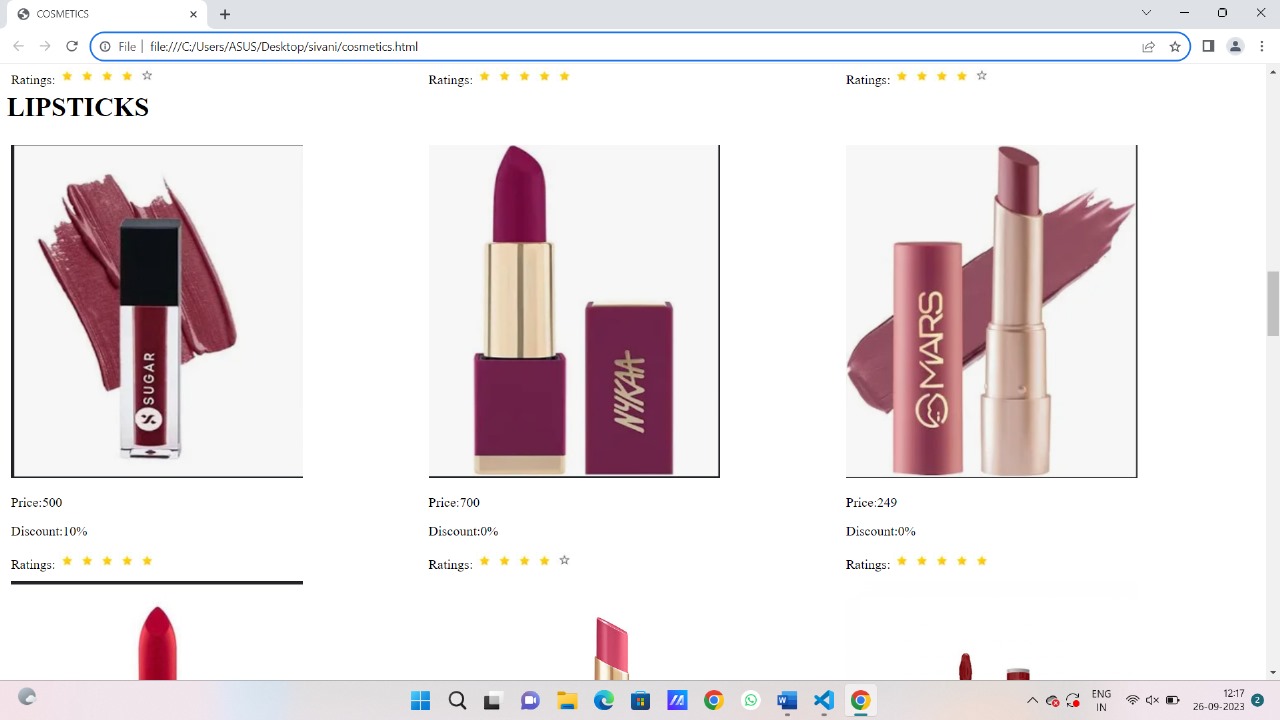 COSMETICS
File file:///C:/Users/ASUS/Desktop/sivani/cosmetics.html
Ratings: Ratings: Ratings:
LIPSTICKS
SUGAR
NYKAA
MARS
Price:500 Price:700 Price:249
Discount:10% Discount:0% Discount:0%
Ratings: Ratings: Ratings:
ENG
IN
12:17
26-09-2023
2